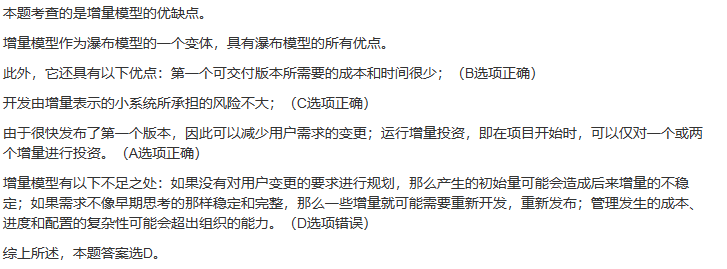 本题考查的是增量模型的优缺点。
增量模型作为瀑布模型的一个变体，具有瀑布模型的所有优点。
此外，它还具有以下优点：第一个可交付版本所需要的成本和时间很少；（B选项正确）
开发由增量表示的小系统所承担的风险不大；（C选项正确）
由于很快发布了第一个版本，因此可以减少用户需求的变更；运行增量投资，即在项目开始时，可以仅对一个或两
个增量进行投资。（A选项正确）
增量模型有以下不足之处：如果没有对用户变更的要求进行规划，那么产生的初始量可能会造成后来增量的不稳
定；如果需求不像早期思考的那样稳定和完整，那么一些增量就可能需要重新开发，重新发布；管理发生的成本、
进度和配置的复杂性可能会超出组织的能力。（D选项错误）
综上所述，本题答案选D。